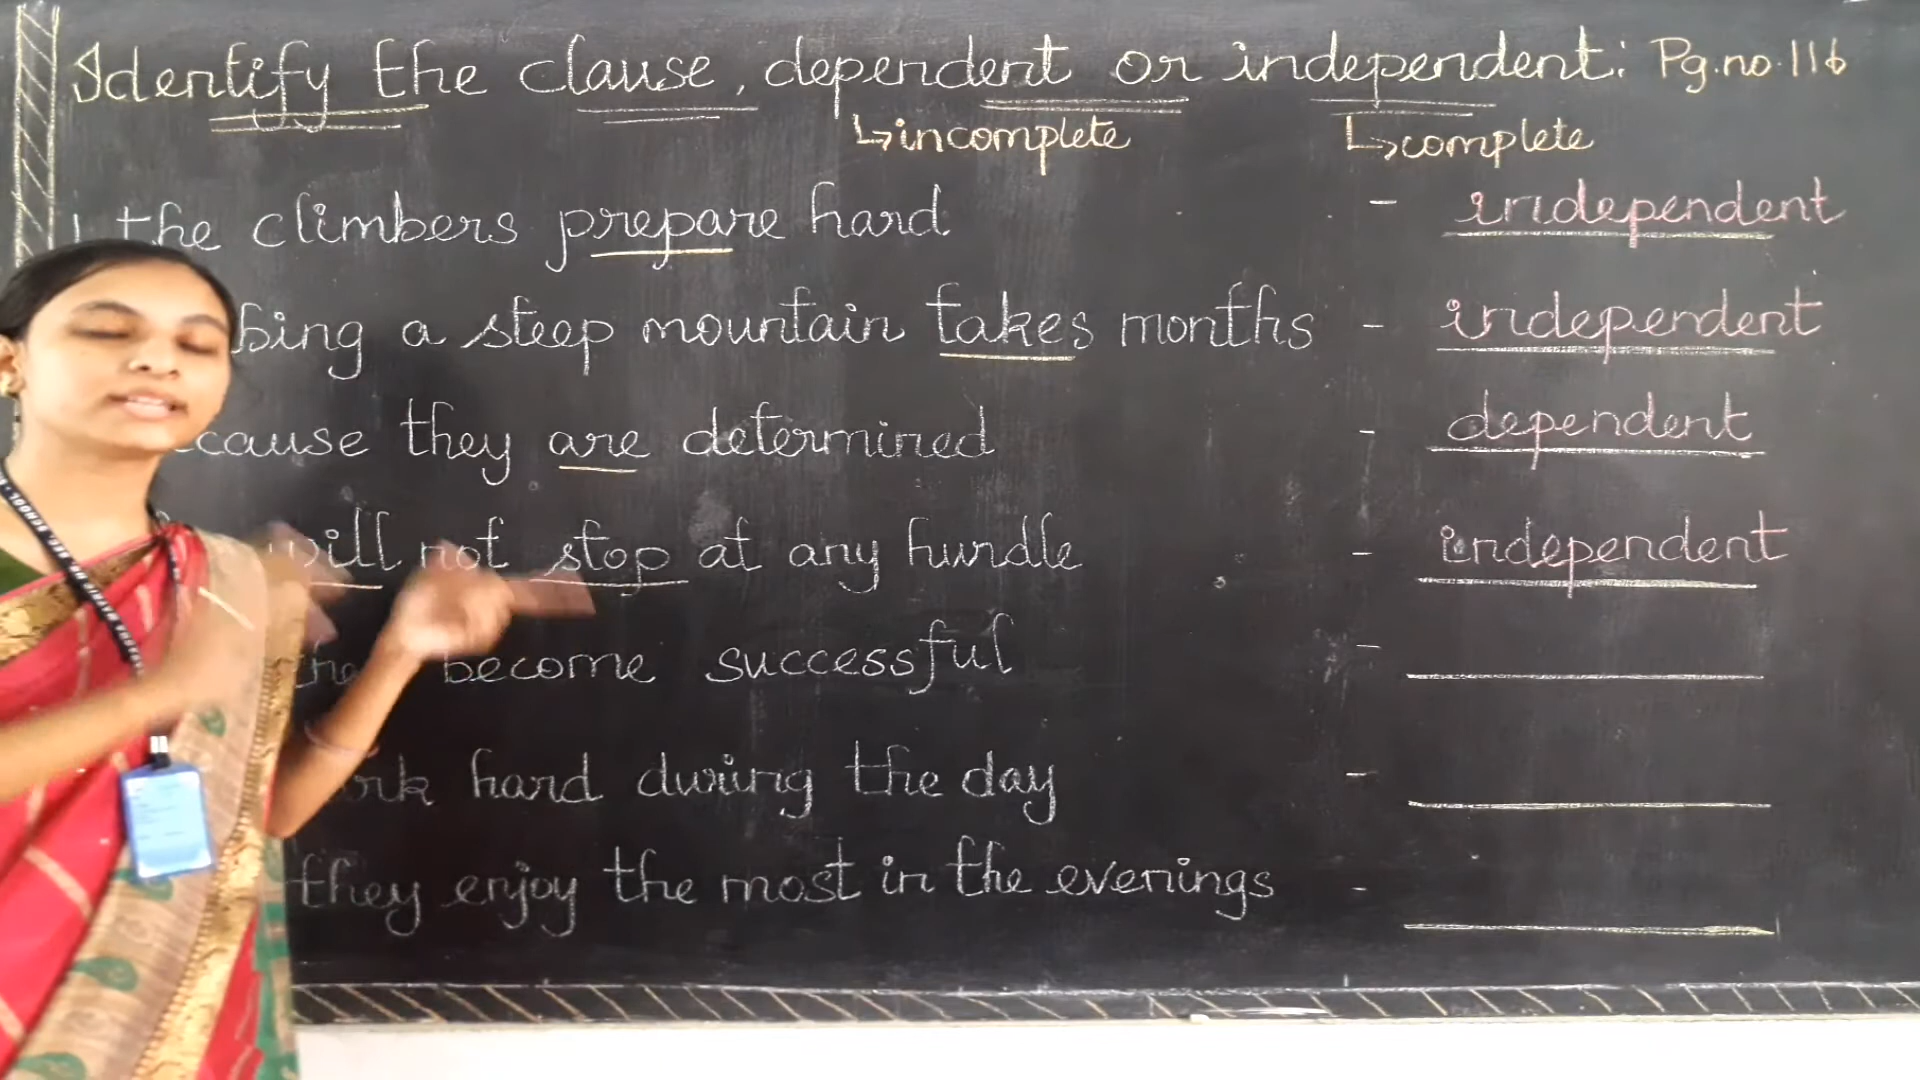 Identify the clause, dependent or independent: Pg.no.116
↳incomplete ↳complete
1 the climbers prepare hard - independent
bing a steep mountain takes months - independent
cause they are determined - dependent
will not stop at any hurdle - independent
the become successful -
rk hard during the day -
they enjoy the most in the evenings -